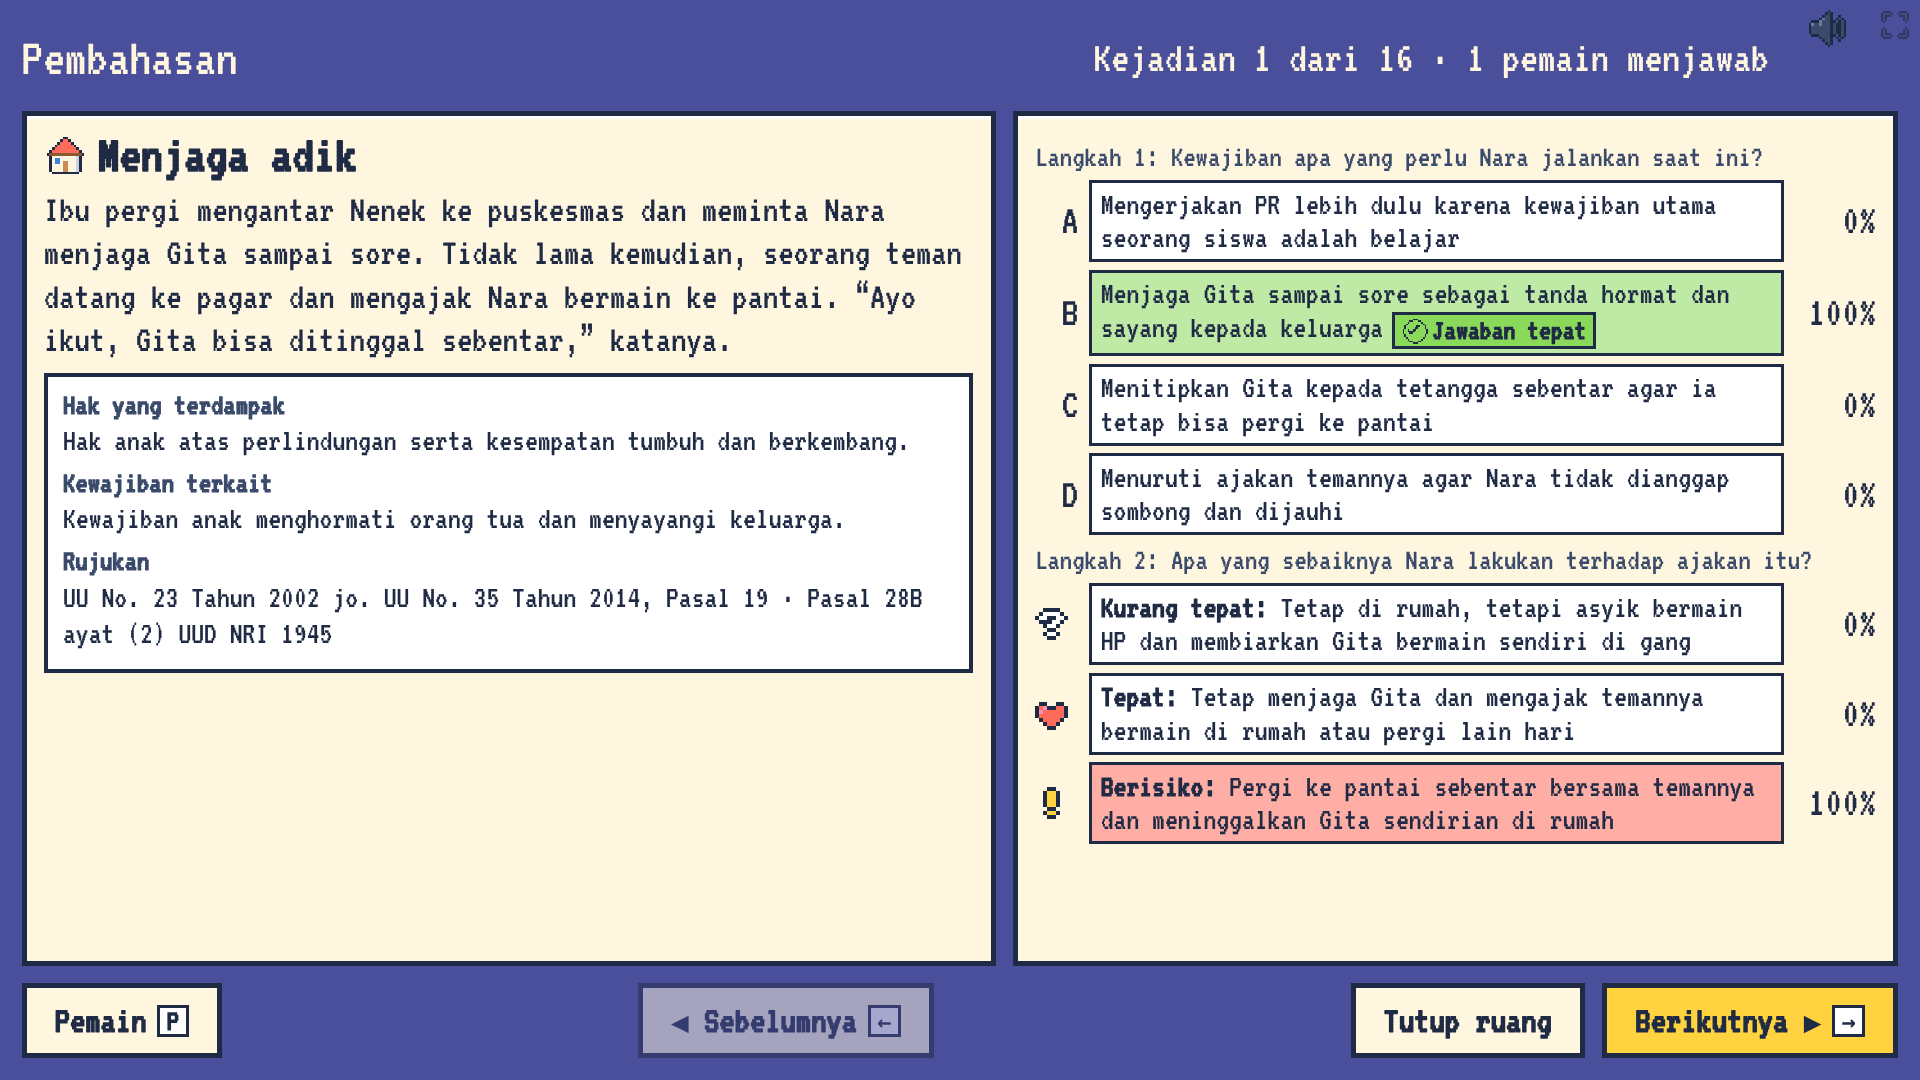 Pembahasan
Kejadian 1 dari 16 · 1 pemain menjawab
Menjaga adik
Ibu pergi mengantar Nenek ke puskesmas dan meminta Nara
menjaga Gita sampai sore. Tidak lama kemudian, seorang teman
datang ke pagar dan mengajak Nara bermain ke pantai. “Ayo
ikut, Gita bisa ditinggal sebentar,” katanya.
Hak yang terdampak
Hak anak atas perlindungan serta kesempatan tumbuh dan berkembang.
Kewajiban terkait
Kewajiban anak menghormati orang tua dan menyayangi keluarga.
Rujukan
UU No. 23 Tahun 2002 jo. UU No. 35 Tahun 2014, Pasal 19 · Pasal 28B
ayat (2) UUD NRI 1945
Langkah 1: Kewajiban apa yang perlu Nara jalankan saat ini?
A Mengerjakan PR lebih dulu karena kewajiban utama
seorang siswa adalah belajar 0%
B Menjaga Gita sampai sore sebagai tanda hormat dan
sayang kepada keluarga Jawaban tepat 100%
C Menitipkan Gita kepada tetangga sebentar agar ia
tetap bisa pergi ke pantai 0%
D Menuruti ajakan temannya agar Nara tidak dianggap
sombong dan dijauhi 0%
Langkah 2: Apa yang sebaiknya Nara lakukan terhadap ajakan itu?
Kurang tepat: Tetap di rumah, tetapi asyik bermain
HP dan membiarkan Gita bermain sendiri di gang 0%
Tepat: Tetap menjaga Gita dan mengajak temannya
bermain di rumah atau pergi lain hari 0%
Berisiko: Pergi ke pantai sebentar bersama temannya
dan meninggalkan Gita sendirian di rumah 100%
Pemain P
◀ Sebelumnya ←
Tutup ruang
Berikutnya ▶ →